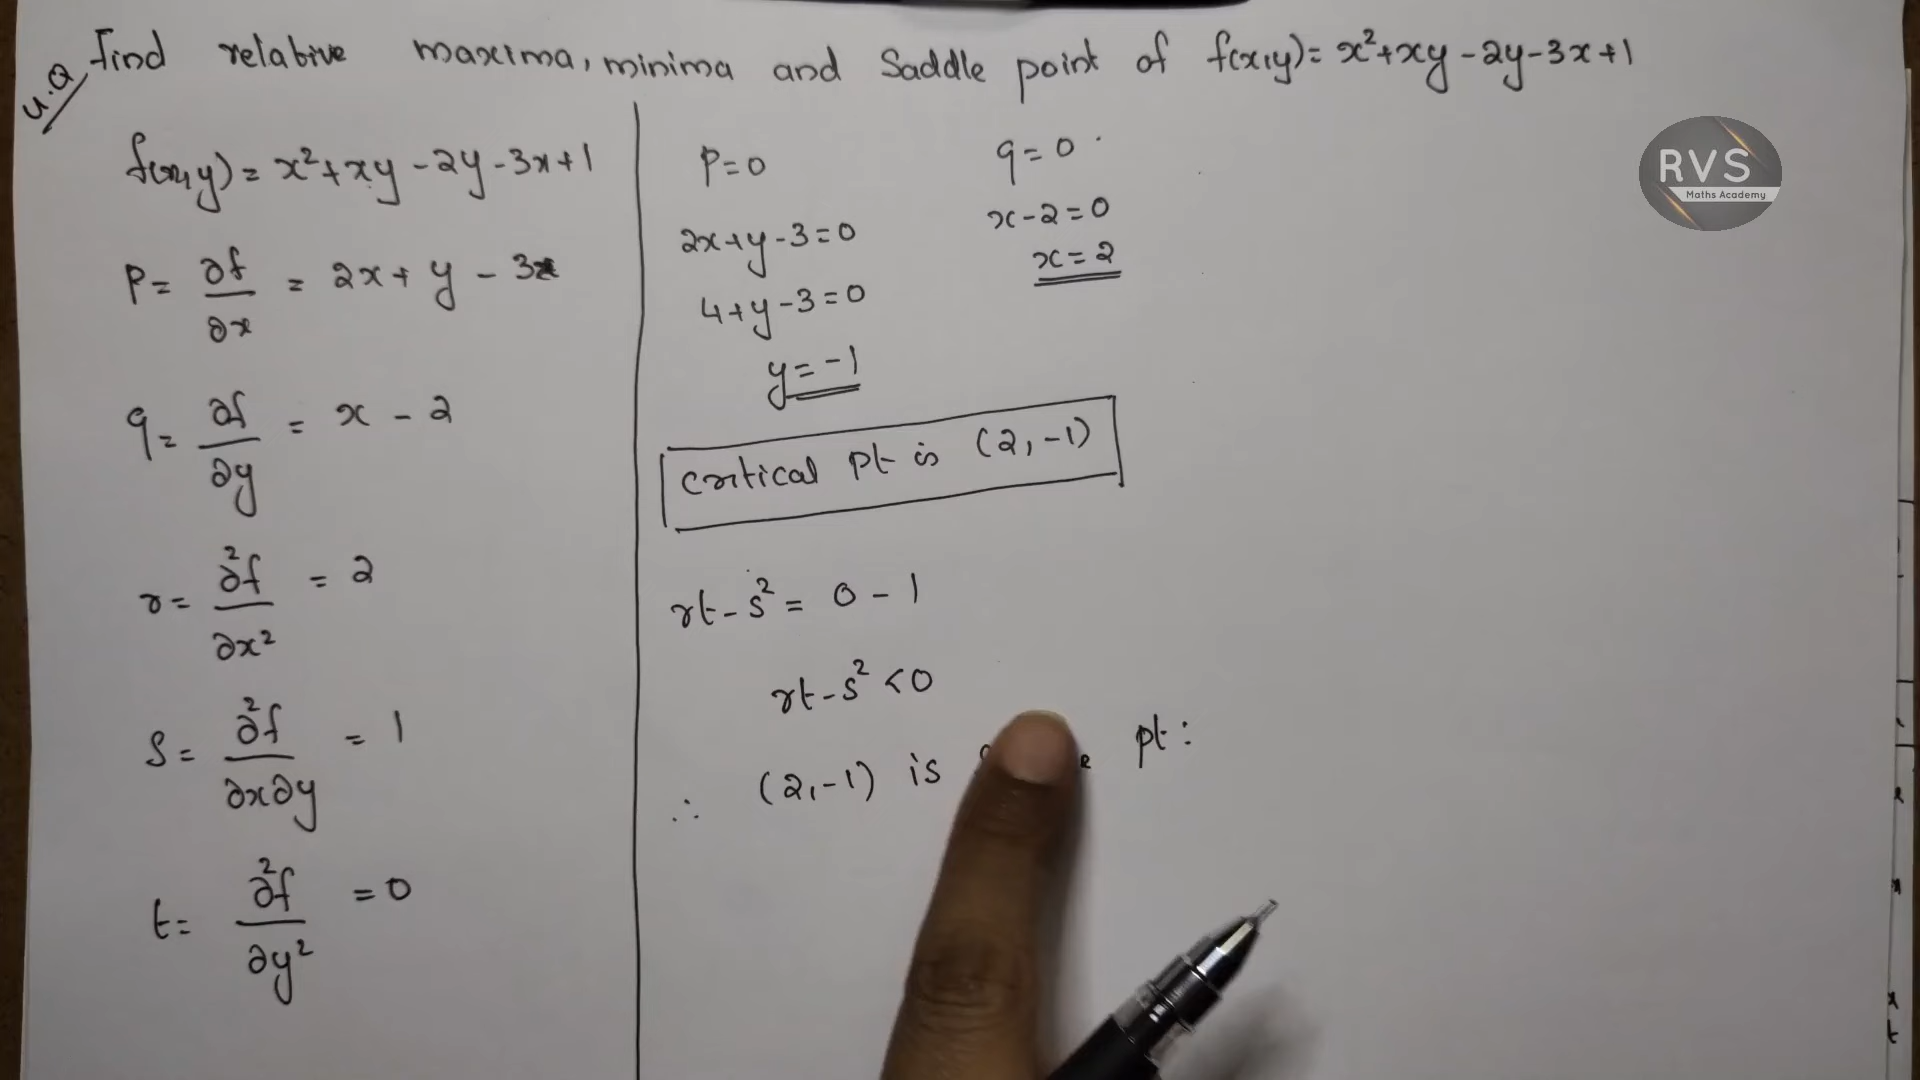 U.Q Find relative maxima, minima and Saddle point of f(x,y)= x²+xy-2y-3x+1
f(x,y) = x²+xy-2y-3x+1
P= ∂f/∂x = 2x+y-3
q= ∂f/∂y = x-2
r= ∂²f/∂x² = 2
S= ∂²f/∂x∂y = 1
t= ∂²f/∂y² =0
P=0
2x+y-3=0
4+y-3=0
y=-1
q=0
x-2=0
x=2
critical pt is (2,-1)
rt-s²= 0-1
rt-s²<0
∴ (2,-1) is pt:
RVS
Maths Academy